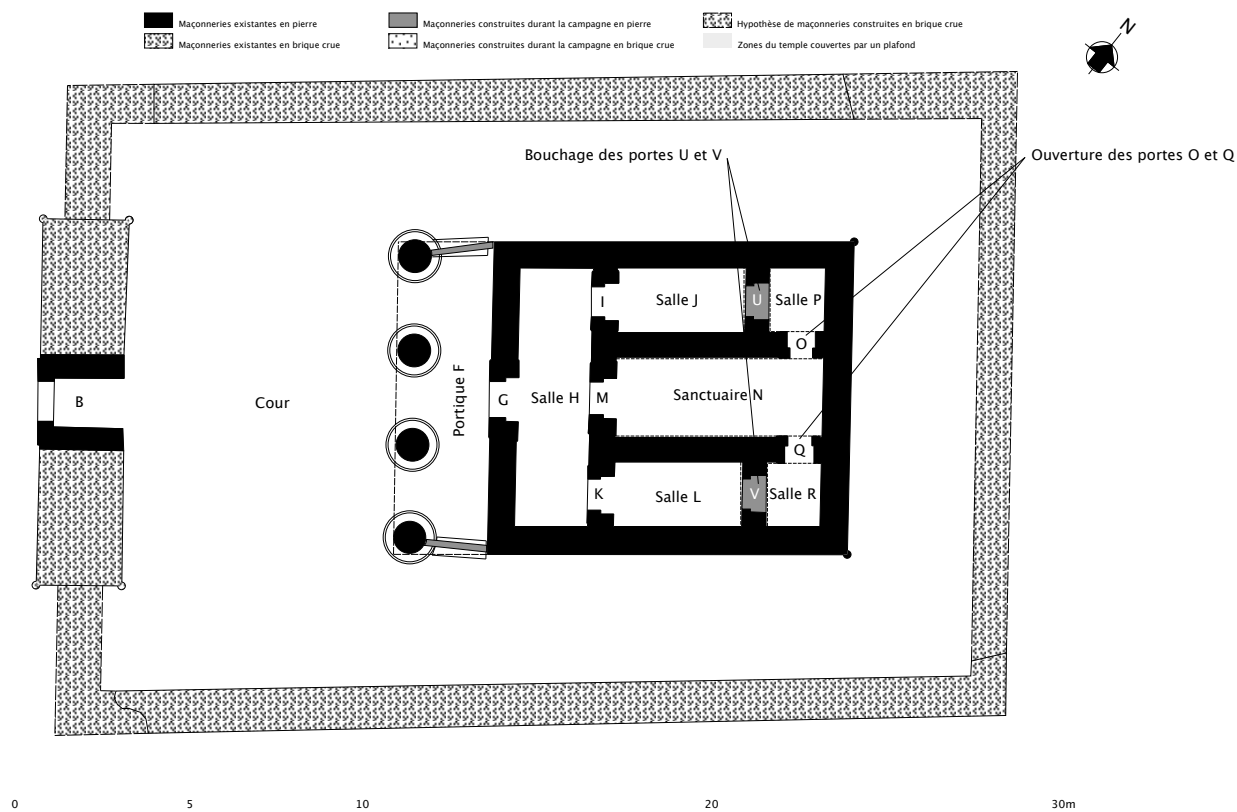 Maçonneries existantes en pierre
Maçonneries construites durant la campagne en pierre
Hypothèse de maçonneries construites en brique crue
Maçonneries existantes en brique crue
Maçonneries construites durant la campagne en brique crue
Zones du temple couvertes par un plafond
N
Bouchage des portes U et V
Ouverture des portes O et Q
I
Salle J
U
Salle P
O
B
Cour
Portique F
G
Salle H
M
Sanctuaire N
Q
K
Salle L
V
Salle R
0
5
10
20
30m